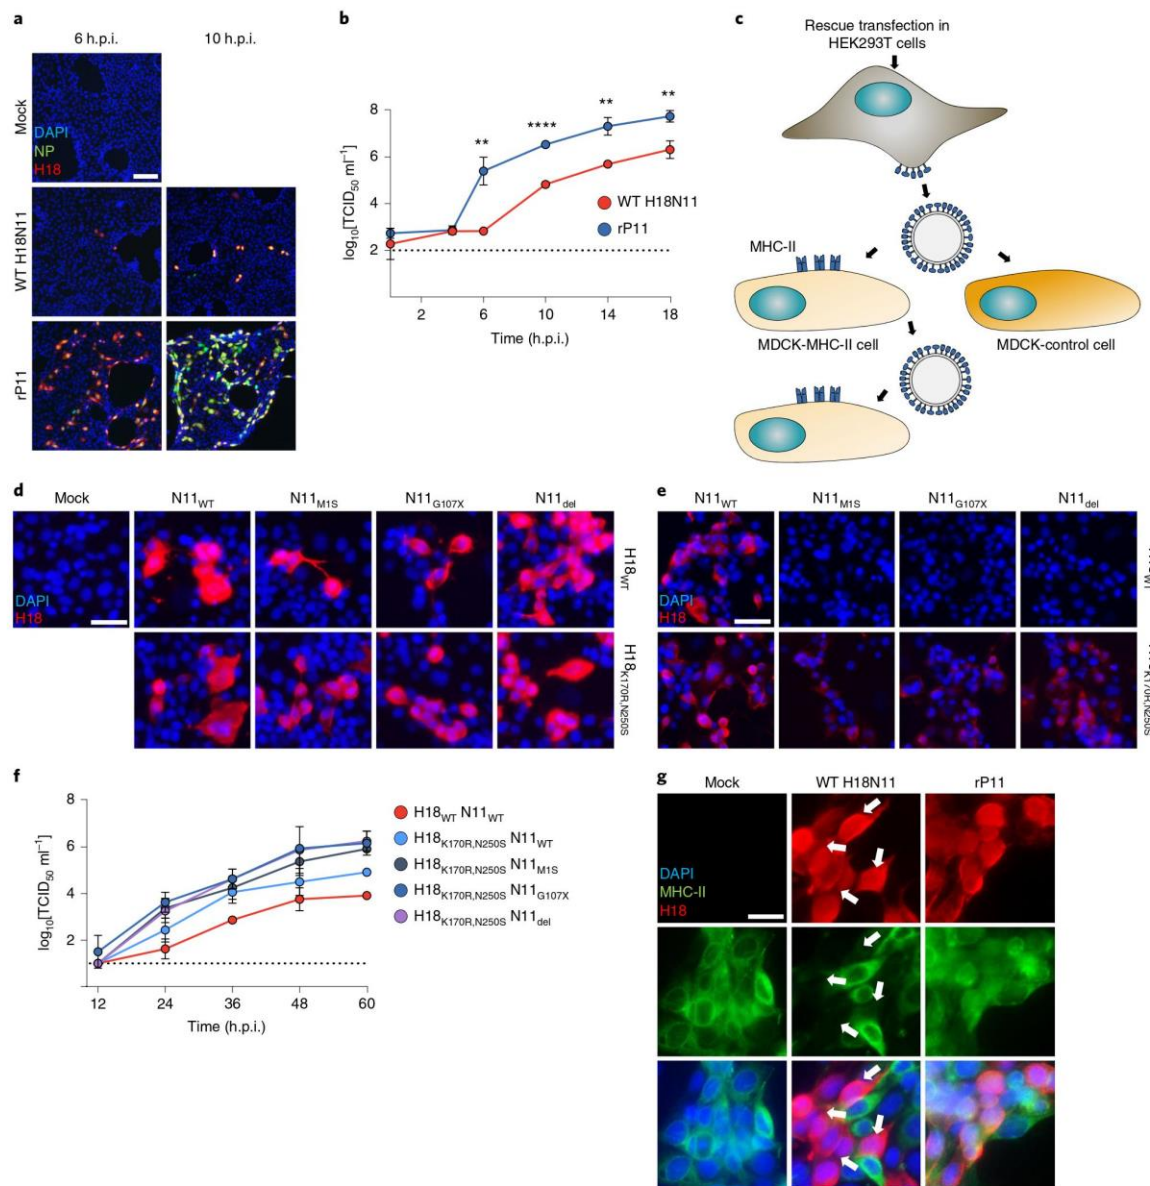 a
6 h.p.i.
10 h.p.i.
Mock
DAPI
NP
H18
WT H18N11
rP11
b
log₁₀[TCID₅₀ ml⁻¹]
8
6
4
2
**
****
**
**
WT H18N11
rP11
2
6
10
14
18
Time (h.p.i.)
c
Rescue transfection in
HEK293T cells
MHC-II
MDCK-MHC-II cell
MDCK-control cell
d
Mock
N11WT
N11M1S
N11G107X
N11del
DAPI
H18
H18WT
H18K170R,N250S
e
N11WT
N11M1S
N11G107X
N11del
DAPI
H18
K170R,N250S
f
log₁₀[TCID₅₀ ml⁻¹]
8
6
4
2
H18WT N11WT
H18K170R,N250S N11WT
H18K170R,N250S N11M1S
H18K170R,N250S N11G107X
H18K170R,N250S N11del
12
24
36
48
60
Time (h.p.i.)
g
Mock
WT H18N11
rP11
DAPI
MHC-II
H18